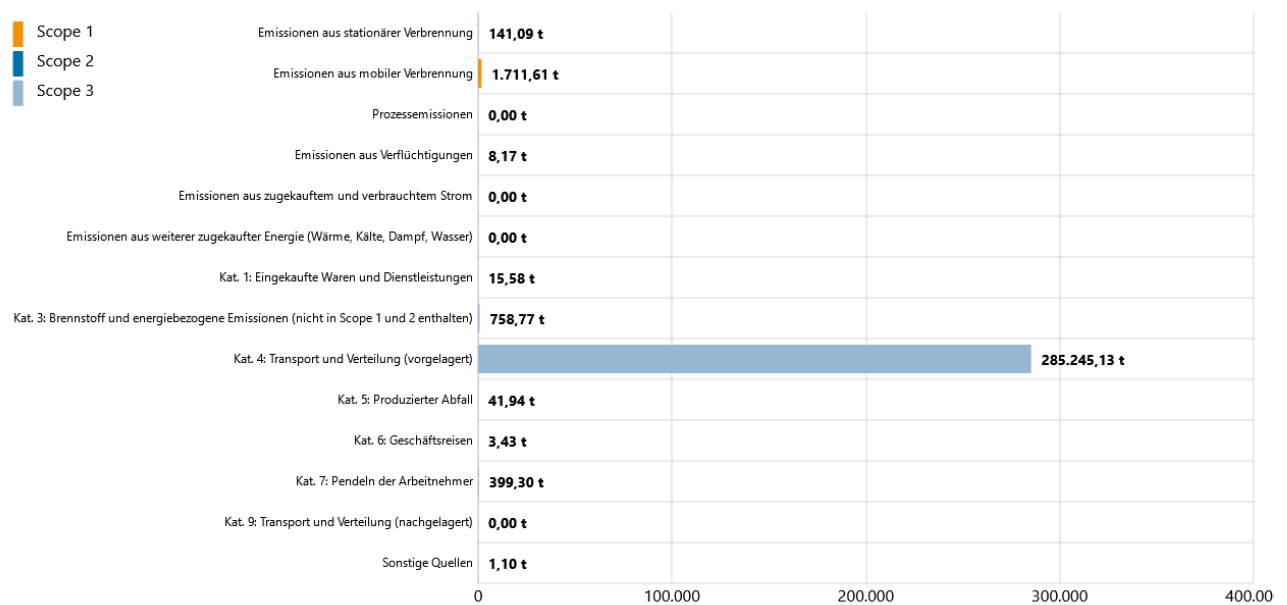 Scope 1
Scope 2
Scope 3
Emissionen aus stationärer Verbrennung 141,09 t
Emissionen aus mobiler Verbrennung 1.711,61 t
Prozessemissionen 0,00 t
Emissionen aus Verflüchtigungen 8,17 t
Emissionen aus zugekauftem und verbrauchtem Strom 0,00 t
Emissionen aus weiterer zugekaufter Energie (Wärme, Kälte, Dampf, Wasser) 0,00 t
Kat. 1: Eingekaufte Waren und Dienstleistungen 15,58 t
Kat. 3: Brennstoff und energiebezogene Emissionen (nicht in Scope 1 und 2 enthalten) 758,77 t
Kat. 4: Transport und Verteilung (vorgelagert) 285.245,13 t
Kat. 5: Produzierter Abfall 41,94 t
Kat. 6: Geschäftsreisen 3,43 t
Kat. 7: Pendeln der Arbeitnehmer 399,30 t
Kat. 9: Transport und Verteilung (nachgelagert) 0,00 t
Sonstige Quellen 1,10 t
0 100.000 200.000 300.000 400.00